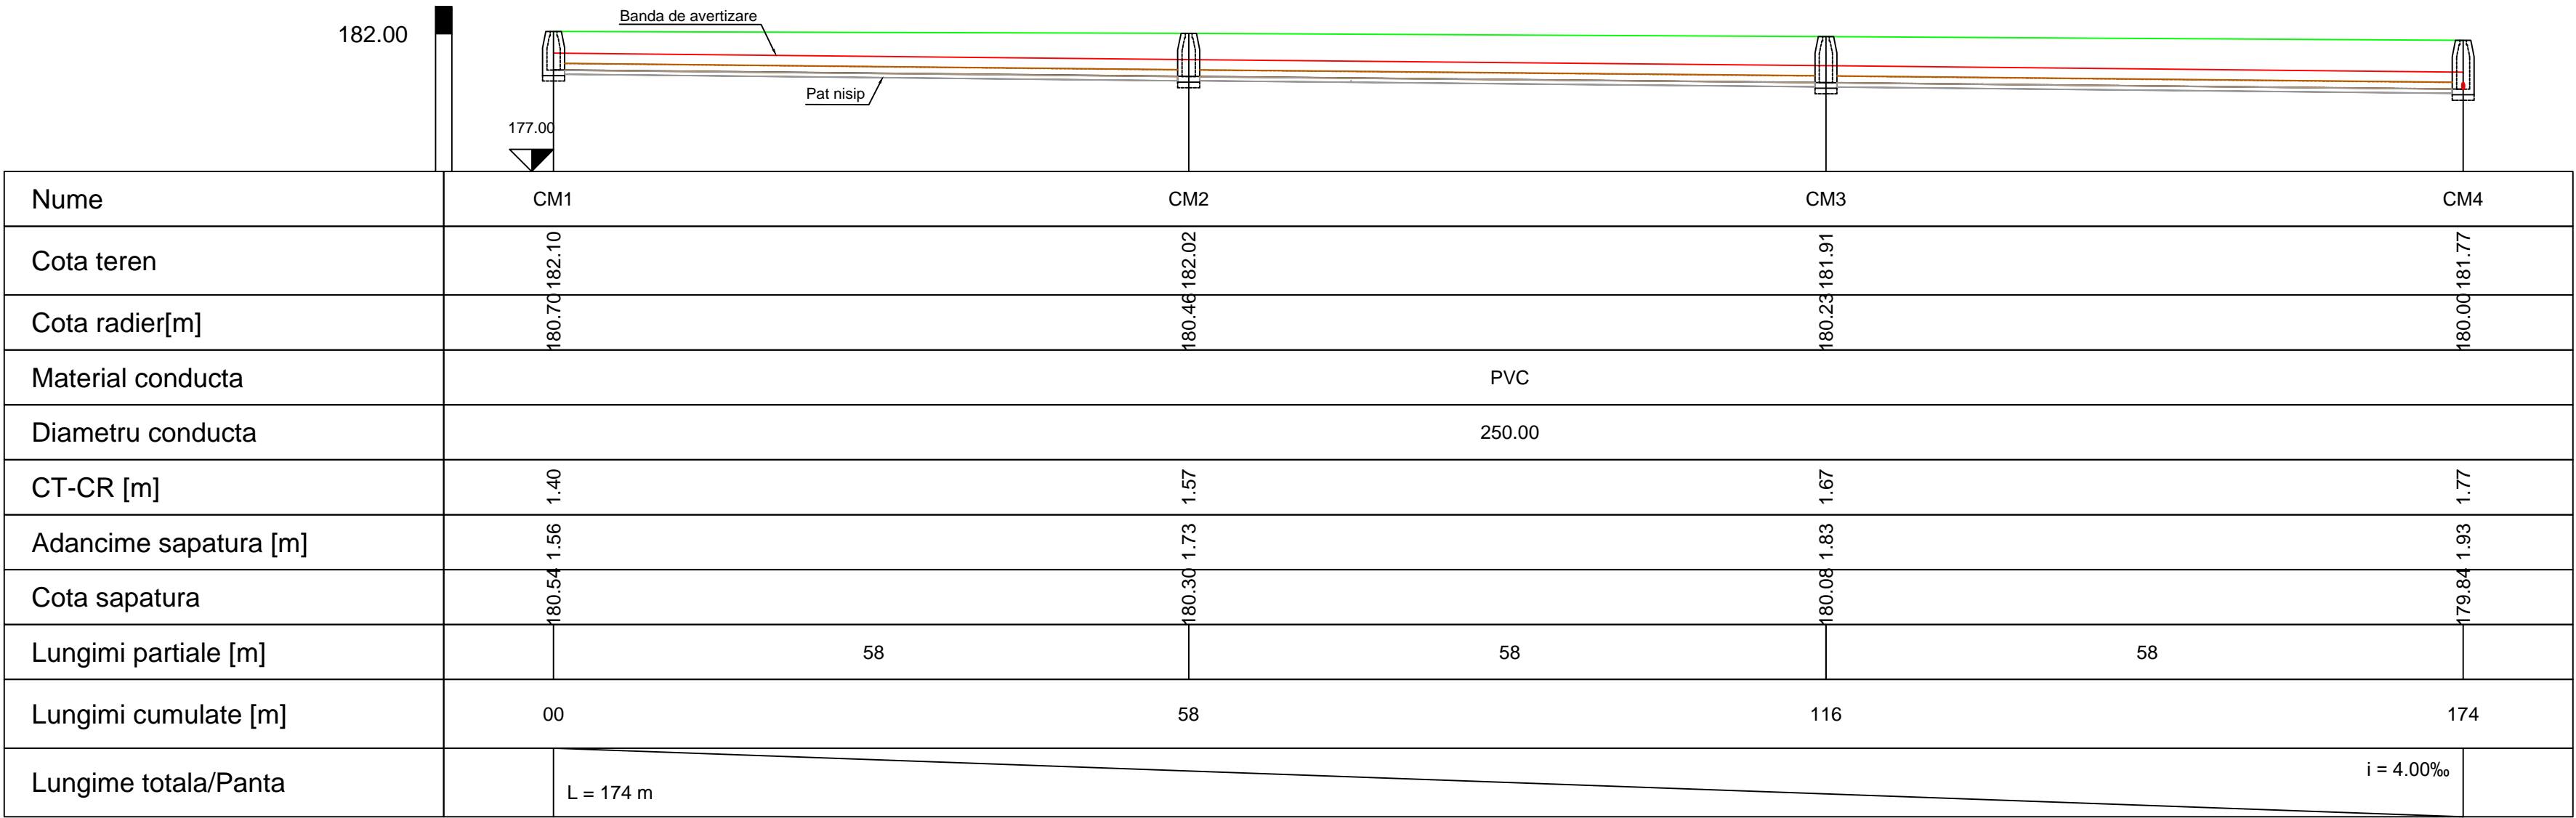 182.00
Banda de avertizare
Pat nisip
177.00
Nume CM1 CM2 CM3 CM4
Cota teren 182.10 182.02 181.91 181.77
Cota radier[m] 180.70 180.46 180.23 180.00
Material conducta PVC
Diametru conducta 250.00
CT-CR [m] 1.40 1.57 1.67 1.77
Adancime sapatura [m] 1.56 1.73 1.83 1.93
Cota sapatura 180.54 180.30 180.08 179.84
Lungimi partiale [m] 58 58 58
Lungimi cumulate [m] 00 58 116 174
Lungime totala/Panta L = 174 m i = 4.00‰